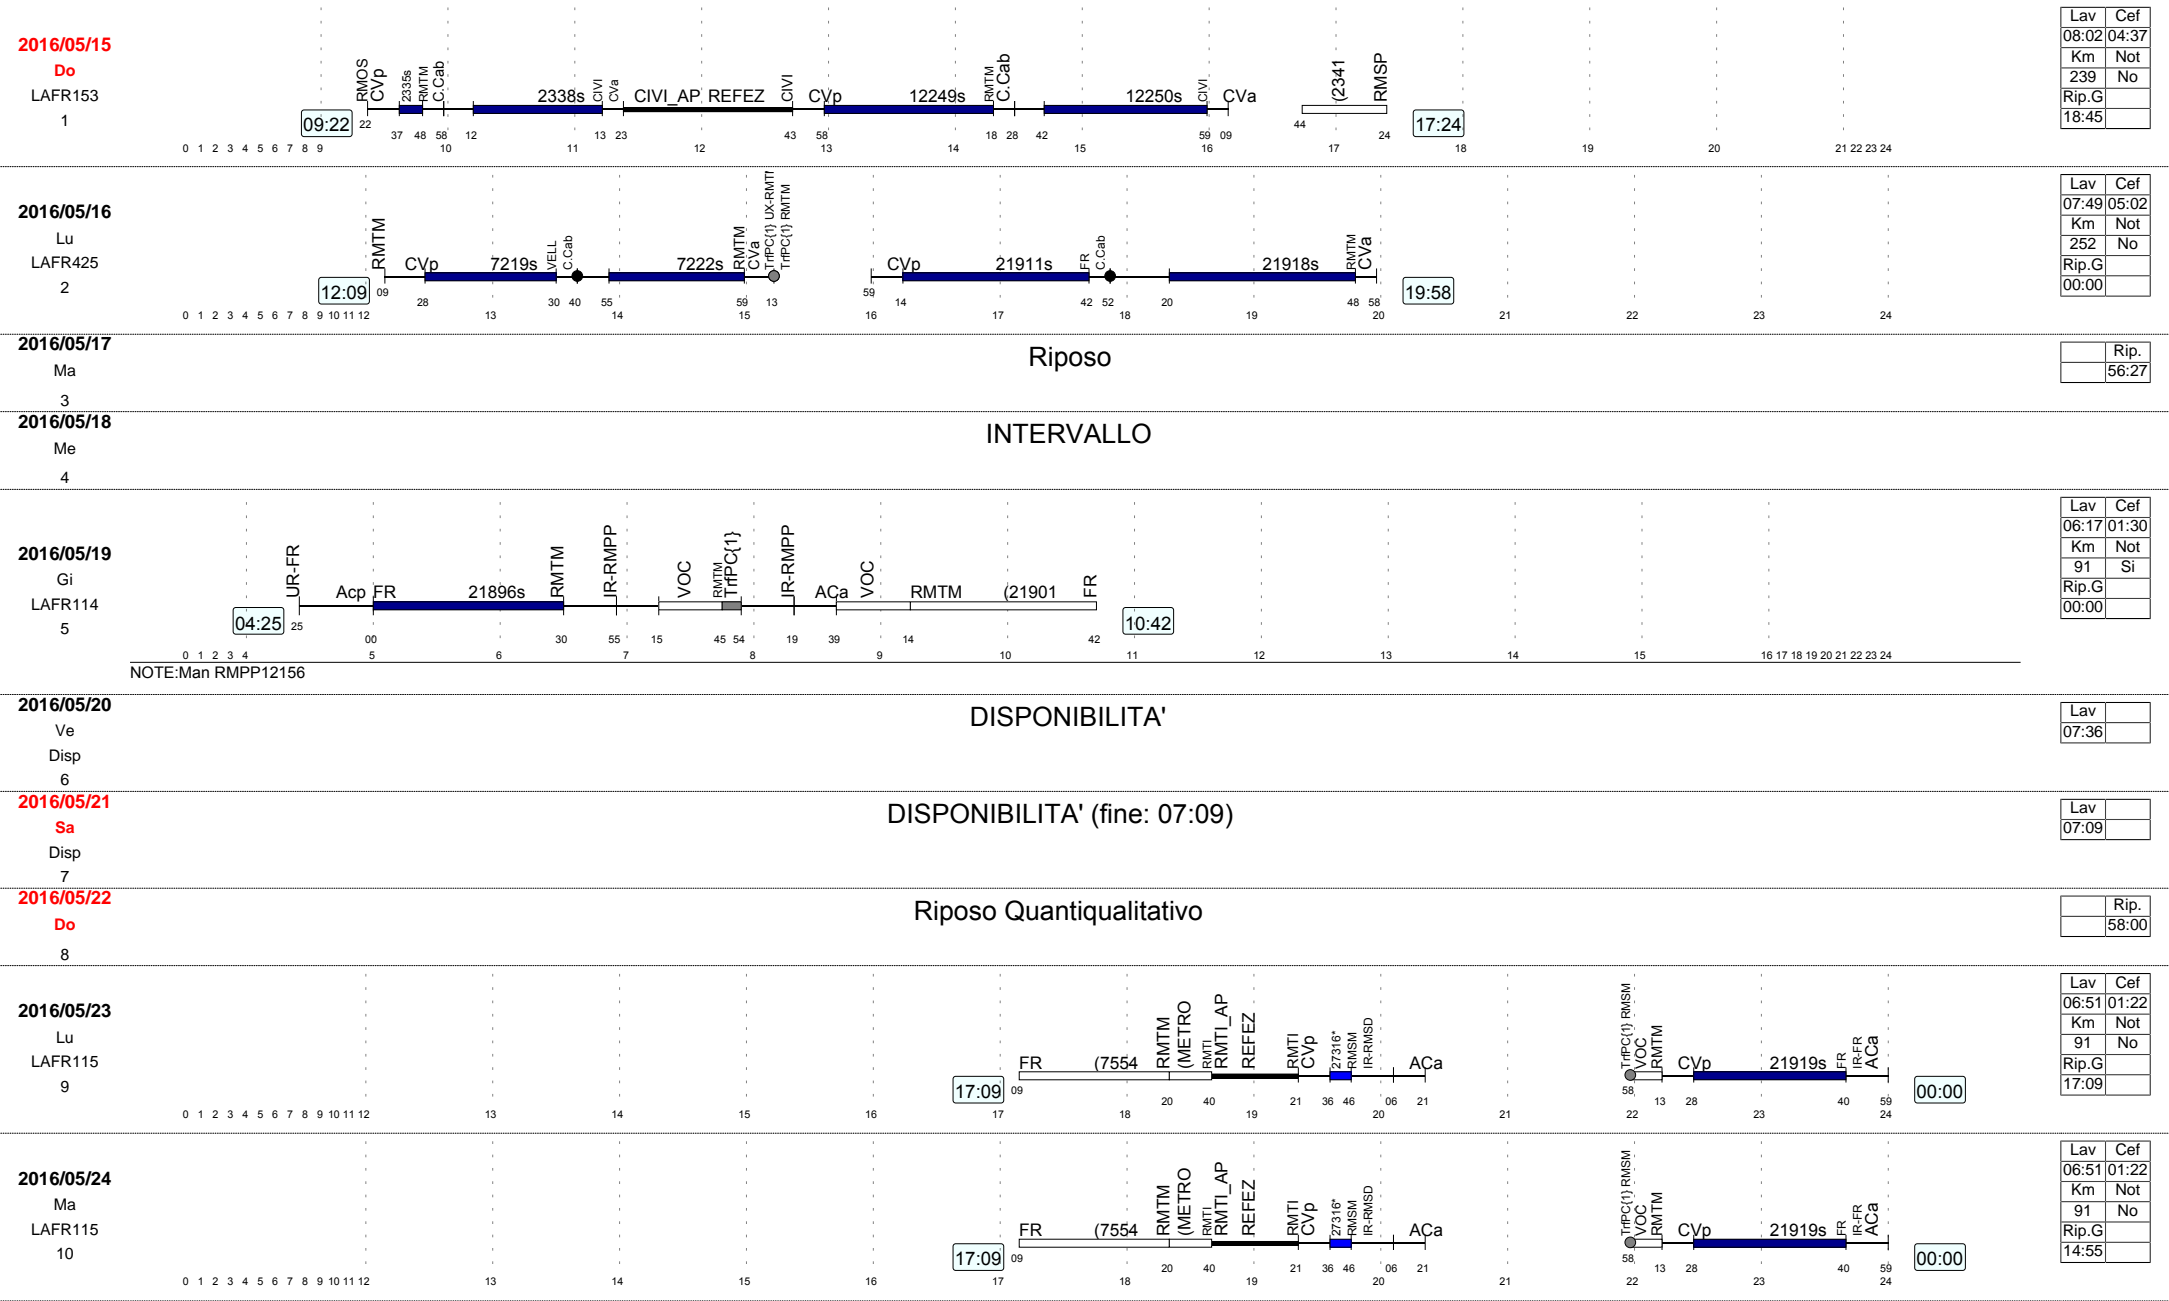 2016/05/15
Do
LAFR153
1
09:22
RMOS
CVp
2335s
RMTM
C.Cab
2338s
CIVI
CVa
CIVI_AP REFEZ
CIVI
CVp
12249s
RMTM
C.Cab
12250s
CIVI
CVa
(2341
RMSP
17:24
22 37 48 58 12 13 23 43 58 18 28 42 59 09 44 24
0 1 2 3 4 5 6 7 8 9 10 11 12 13 14 15 16 17 18 19 20 21 22 23 24
Lav Cef
08:02 04:37
Km Not
239 No
Rip.G
18:45
2016/05/16
Lu
LAFR425
2
12:09
RMTM
CVp
7219s
VELL
C.Cab
7222s
RMTM
CVa
TrfPC{1} UX-RMT
TrfPC{1} RMTM
CVp
21911s
FR
C.Cab
21918s
RMTM
CVa
19:58
09 28 30 40 55 59 13 59 14 42 52 20 48 58
0 1 2 3 4 5 6 7 8 9 10 11 12 13 14 15 16 17 18 19 20 21 22 23 24
Lav Cef
07:49 05:02
Km Not
252 No
Rip.G
00:00
2016/05/17
Ma
3
Riposo
Rip.
56:27
2016/05/18
Me
4
INTERVALLO
2016/05/19
Gi
LAFR114
5
04:25
UR-FR
Acp FR
21896s
RMTM
IR-RMPP
VOC
RMTM
TrfPC{1}
IR-RMPP
ACa
VOC
RMTM
(21901
FR
10:42
25 00 30 55 15 45 54 19 39 14 42
0 1 2 3 4 5 6 7 8 9 10 11 12 13 14 15 16 17 18 19 20 21 22 23 24
NOTE:Man RMPP12156
Lav Cef
06:17 01:30
Km Not
91 Si
Rip.G
00:00
2016/05/20
Ve
Disp
6
DISPONIBILITA'
Lav
07:36
2016/05/21
Sa
Disp
7
DISPONIBILITA' (fine: 07:09)
Lav
07:09
2016/05/22
Do
8
Riposo Quantiqualitativo
Rip.
58:00
2016/05/23
Lu
LAFR115
9
17:09
FR
(7554
RMTM
(METRO
RMTI
RMTI_AP
REFEZ
RMTI
CVp
27316*
RMSM
IR-RMSD
ACa
TrfPC{1} RMSM
VOC
RMTM
CVp
21919s
FR
IR-FR
ACa
00:00
09 20 40 21 36 46 06 21 58 13 28 40 59
0 1 2 3 4 5 6 7 8 9 10 11 12 13 14 15 16 17 18 19 20 21 22 23 24
Lav Cef
06:51 01:22
Km Not
91 No
Rip.G
17:09
2016/05/24
Ma
LAFR115
10
17:09
FR
(7554
RMTM
(METRO
RMTI
RMTI_AP
REFEZ
RMTI
CVp
27316*
RMSM
IR-RMSD
ACa
TrfPC{1} RMSM
VOC
RMTM
CVp
21919s
FR
IR-FR
ACa
00:00
09 20 40 21 36 46 06 21 58 13 28 40 59
0 1 2 3 4 5 6 7 8 9 10 11 12 13 14 15 16 17 18 19 20 21 22 23 24
Lav Cef
06:51 01:22
Km Not
91 No
Rip.G
14:55